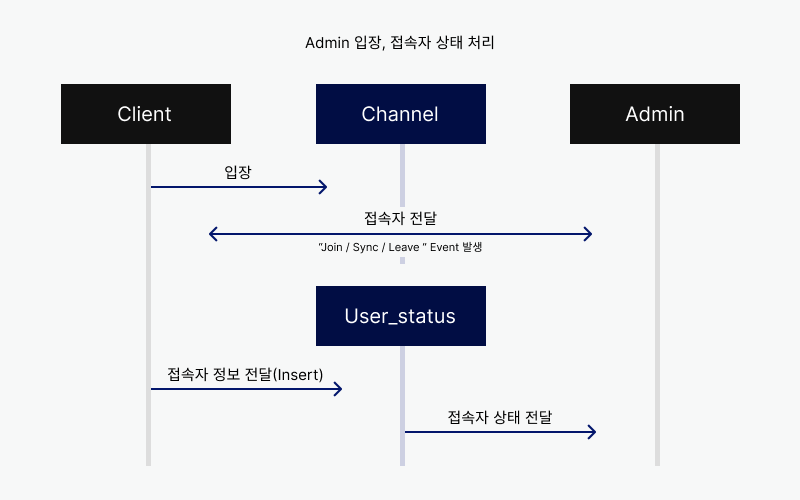 Admin 입장, 접속자 상태 처리
Client
Channel
Admin
입장
접속자 전달
“Join / Sync / Leave ” Event 발생
User_status
접속자 정보 전달(Insert)
접속자 상태 전달